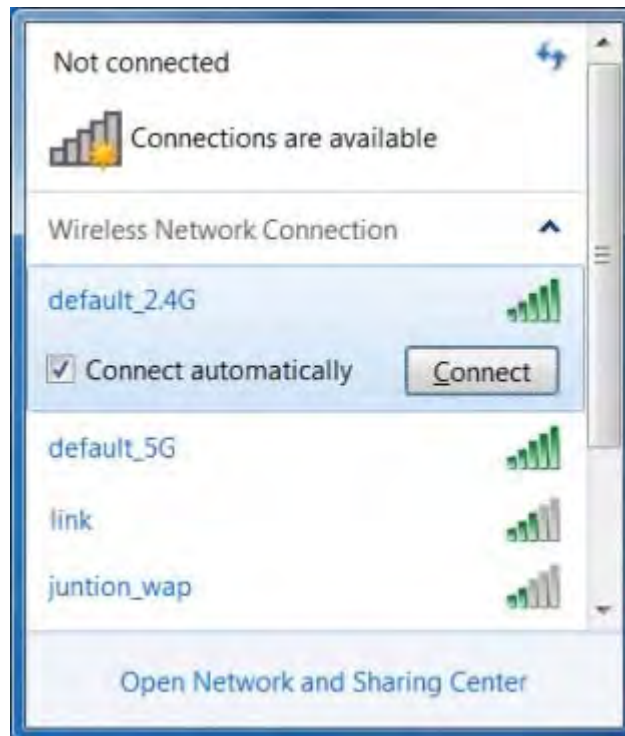 Not connected
Connections are available
Wireless Network Connection
default_2.4G
Connect automatically Connect
default_5G
link
juntion_wap
Open Network and Sharing Center